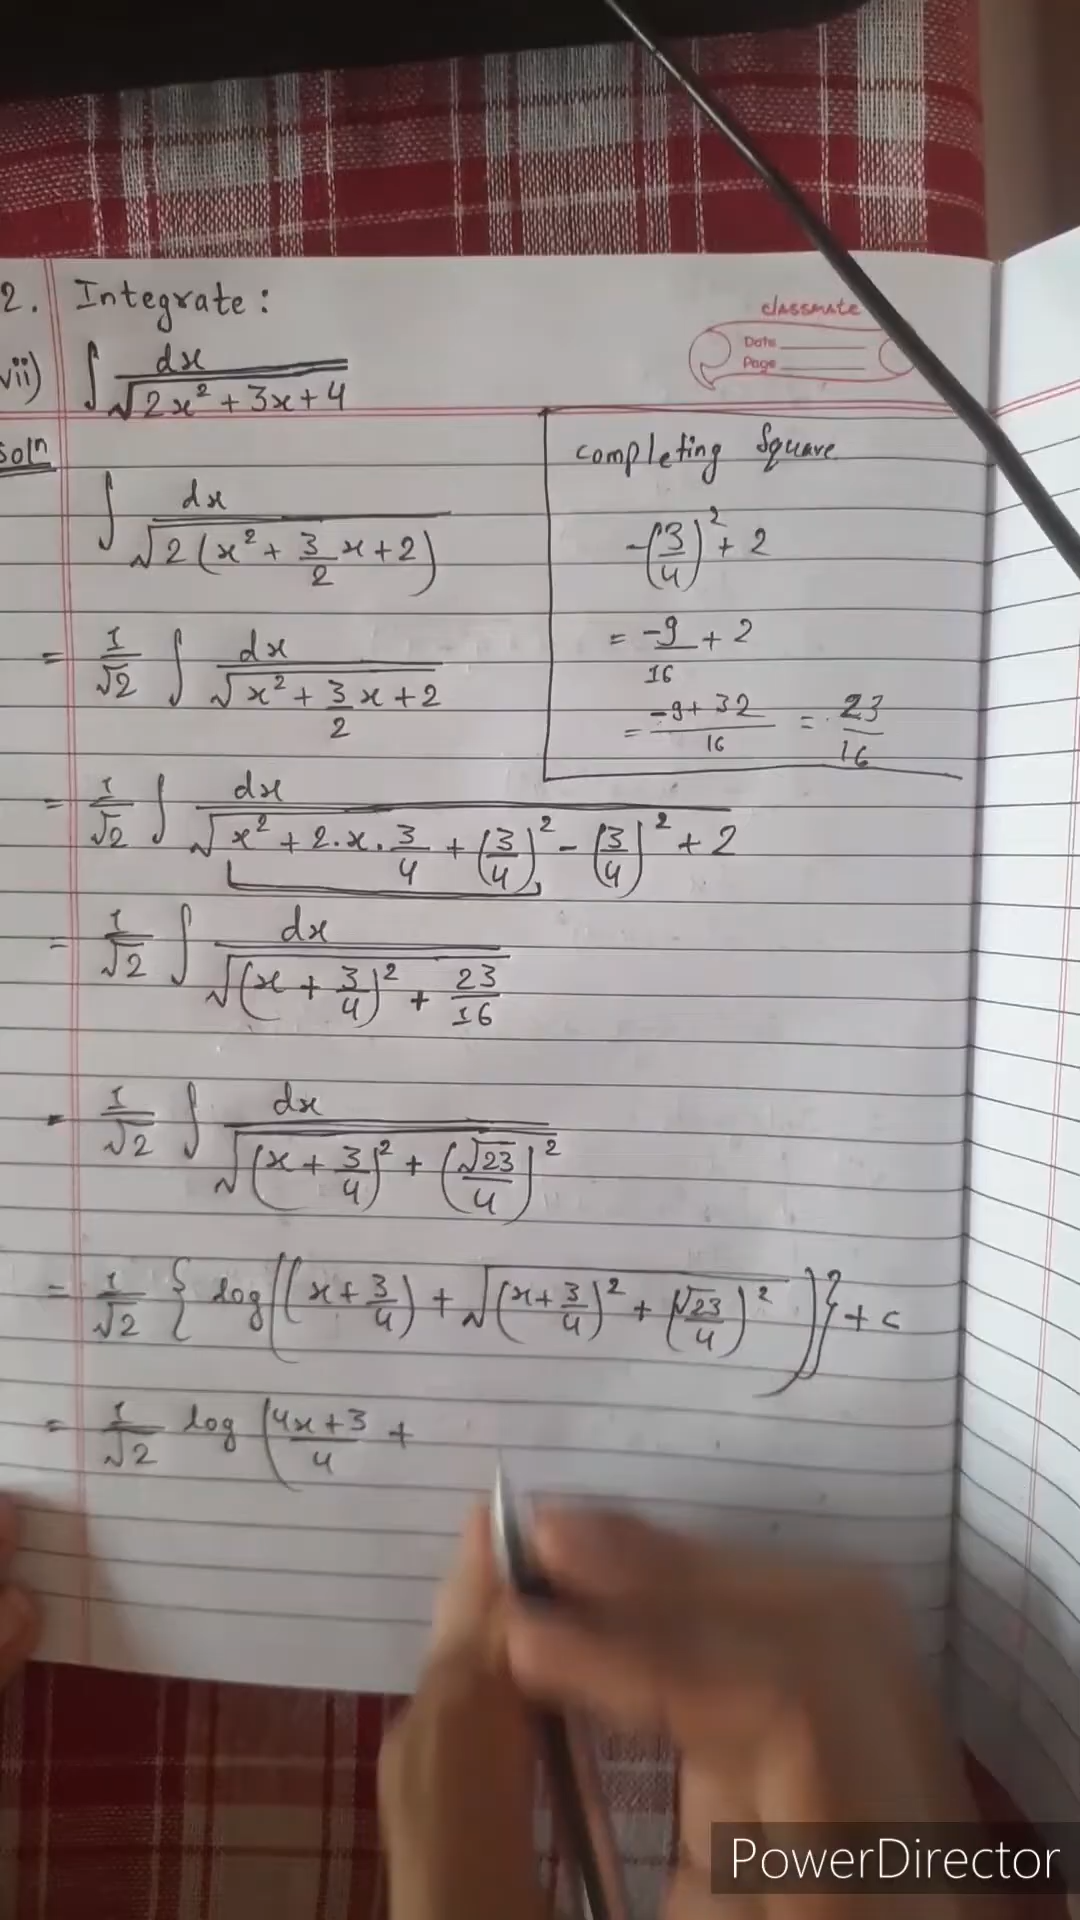 2. Integrate:
classmate
Date
Page
vii) ∫ dx / √(2x² + 3x + 4)
Soln
∫ dx / √(2(x² + 3/2 x + 2))
= 1/√2 ∫ dx / √(x² + 3/2 x + 2)
= 1/√2 ∫ dx / √(x² + 2.x.3/4 + (3/4)² - (3/4)² + 2)
= 1/√2 ∫ dx / √((x + 3/4)² + 23/16)
= 1/√2 ∫ dx / √((x + 3/4)² + (√23/4)²)
= 1/√2 { log((x + 3/4) + √((x + 3/4)² + (√23/4)²)) } + c
= 1/√2 log (4x+3/4 +
completing Square
-(3/4)² + 2
= -9/16 + 2
= -9+32/16 = 23/16
PowerDirector